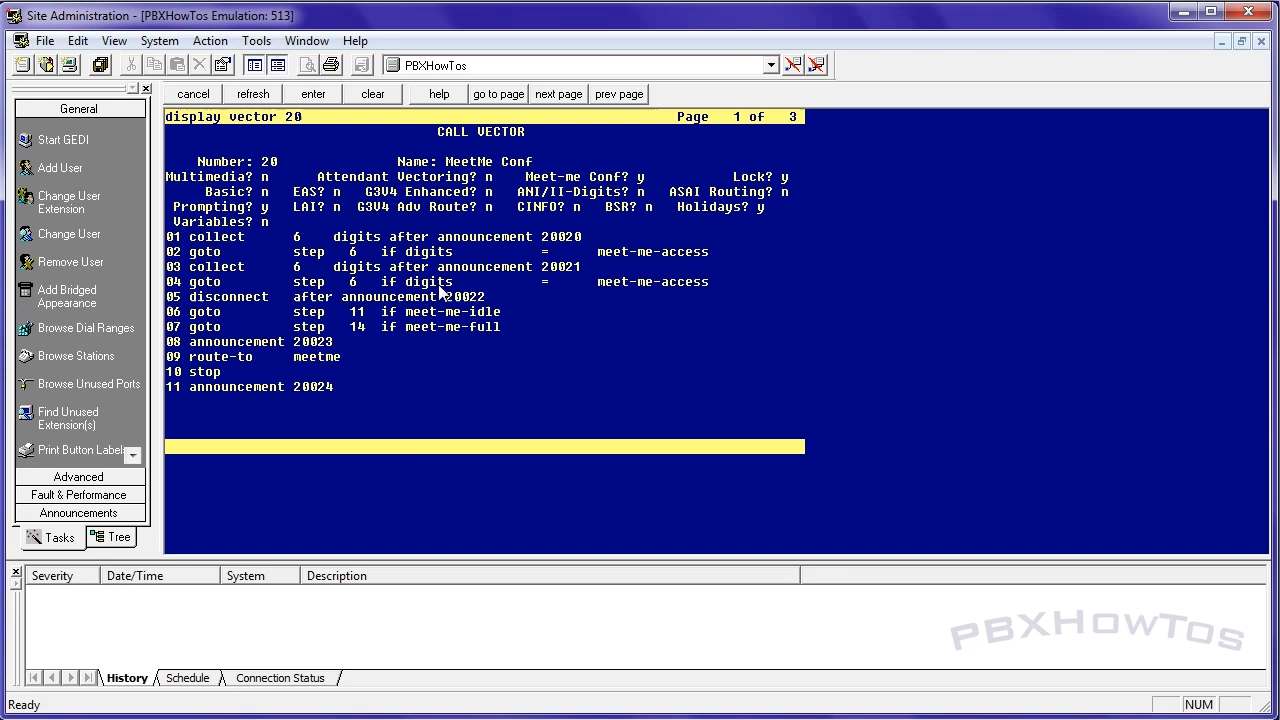 Site Administration - [PBXHowTos Emulation: 513]
File Edit View System Action Tools Window Help
PBXHowTos
cancel refresh enter clear help go to page next page prev page
General
Start GEDI
Add User
Change User
Extension
Change User
Remove User
Add Bridged
Appearance
Browse Dial Ranges
Browse Stations
Browse Unused Ports
Find Unused
Extension(s)
Print Button Labels
Advanced
Fault & Performance
Announcements
Tasks Tree
display vector 20 Page 1 of 3
CALL VECTOR
Number: 20 Name: MeetMe Conf
Multimedia? n Attendant Vectoring? n Meet-me Conf? y Lock? y
Basic? n EAS? n G3V4 Enhanced? n ANI/II-Digits? n ASAI Routing? n
Prompting? y LAI? n G3V4 Adv Route? n CINFO? n BSR? n Holidays? y
Variables? n
01 collect 6 digits after announcement 20020
02 goto step 6 if digits = meet-me-access
03 collect 6 digits after announcement 20021
04 goto step 6 if digits = meet-me-access
05 disconnect after announcement 20022
06 goto step 11 if meet-me-idle
07 goto step 14 if meet-me-full
08 announcement 20023
09 route-to meetme
10 stop
11 announcement 20024
Severity Date/Time System Description
PBXHowTos
History Schedule Connection Status
Ready NUM